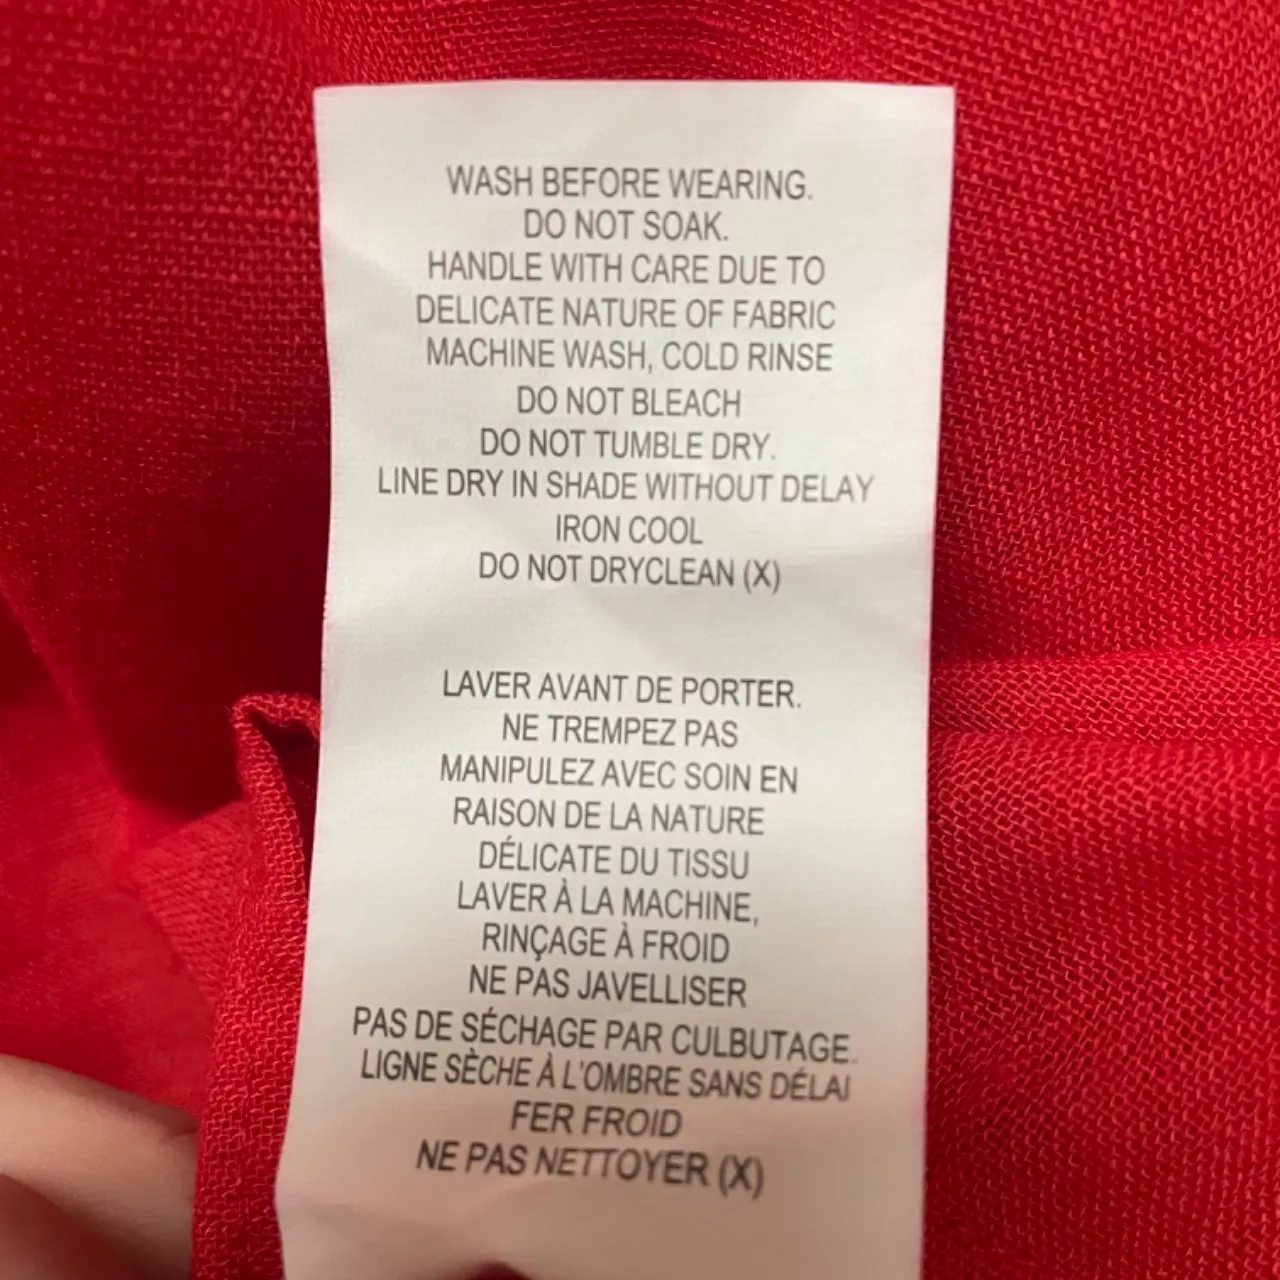 WASH BEFORE WEARING.
DO NOT SOAK.
HANDLE WITH CARE DUE TO
DELICATE NATURE OF FABRIC
MACHINE WASH, COLD RINSE
DO NOT BLEACH
DO NOT TUMBLE DRY.
LINE DRY IN SHADE WITHOUT DELAY
IRON COOL
DO NOT DRYCLEAN (X)
LAVER AVANT DE PORTER.
NE TREMPEZ PAS
MANIPULEZ AVEC SOIN EN
RAISON DE LA NATURE
DÉLICATE DU TISSU
LAVER À LA MACHINE,
RINÇAGE À FROID
NE PAS JAVELLISER
PAS DE SÉCHAGE PAR CULBUTAGE.
LIGNE SÈCHE À L'OMBRE SANS DÉLAI
FER FROID
NE PAS NETTOYER (X)